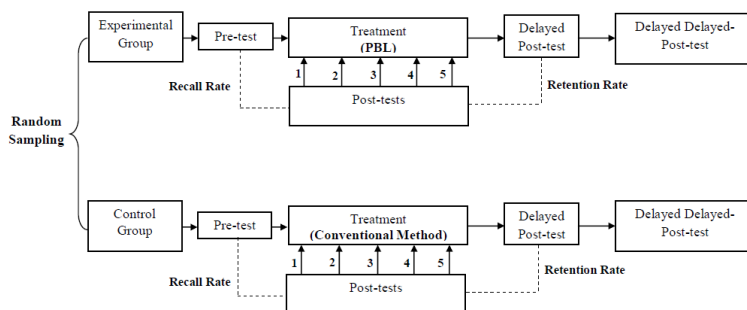 Experimental
Group
Pre-test
Treatment
(PBL)
Delayed
Post-test
Delayed Delayed-
Post-test
1
2
3
4
5
Recall Rate
Post-tests
Retention Rate
Random
Sampling
Control
Group
Pre-test
Treatment
(Conventional Method)
Delayed
Post-test
Delayed Delayed-
Post-test
1
2
3
4
5
Recall Rate
Post-tests
Retention Rate